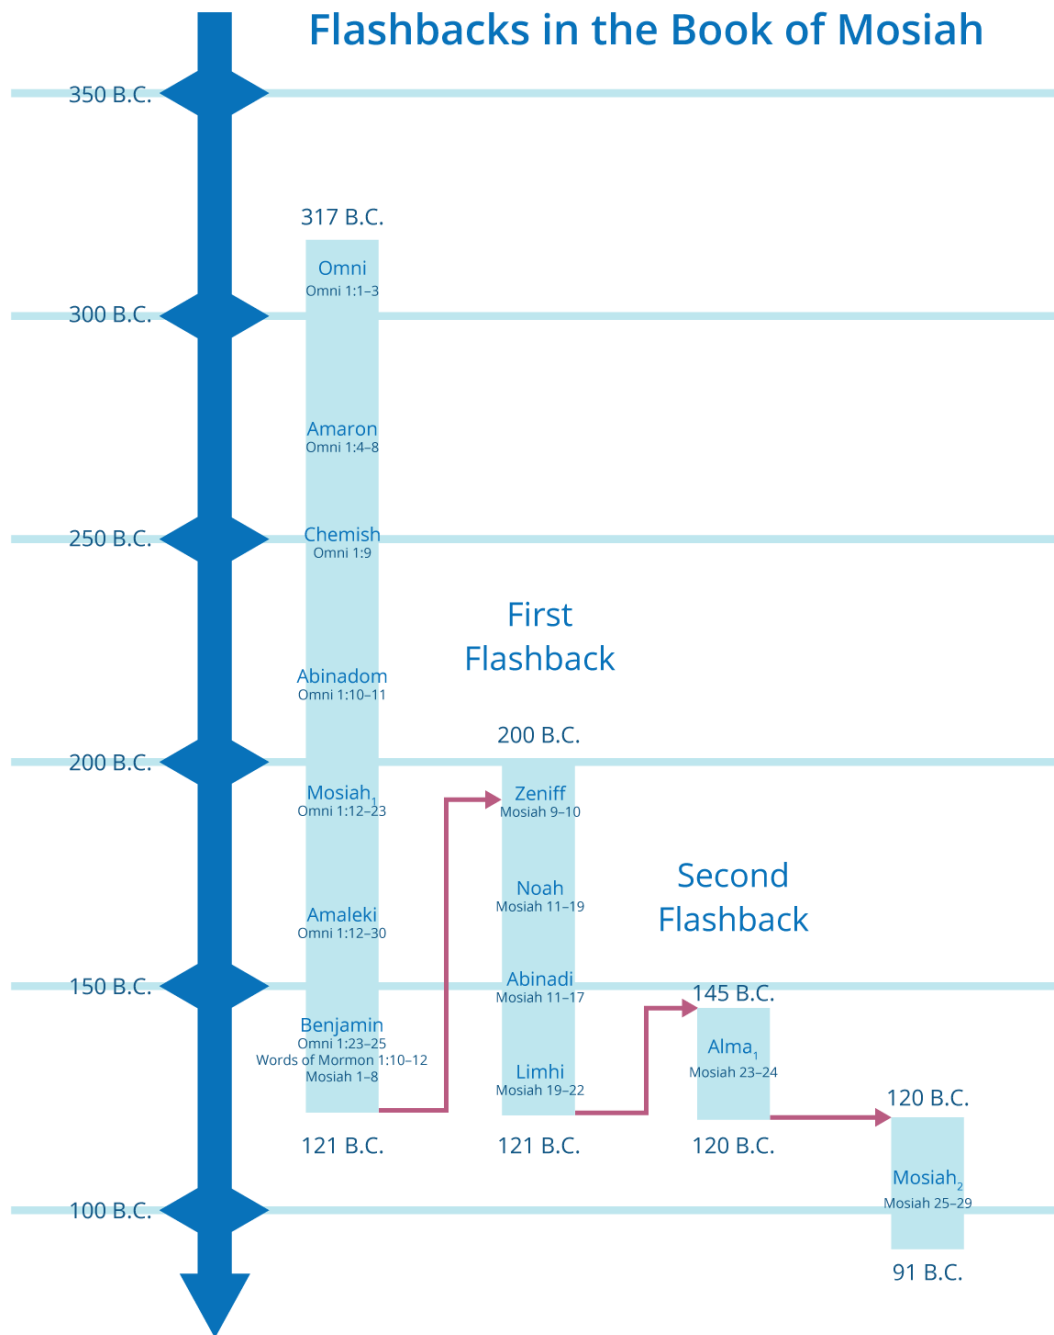 Flashbacks in the Book of Mosiah
350 B.C.
317 B.C.
Omni
Omni 1:1–3
300 B.C.
Amaron
Omni 1:4–8
250 B.C.
Chemish
Omni 1:9
First
Flashback
Abinadom
Omni 1:10–11
200 B.C.
200 B.C.
Mosiah1
Omni 1:12–23
Zeniff
Mosiah 9–10
Second
Flashback
Noah
Mosiah 11–19
Amaleki
Omni 1:12–30
150 B.C.
Abinadi
Mosiah 11–17
145 B.C.
Benjamin
Omni 1:23–25
Words of Mormon 1:10–12
Mosiah 1–8
Alma1
Mosiah 23–24
Limhi
Mosiah 19–22
120 B.C.
121 B.C.
121 B.C.
120 B.C.
Mosiah2
Mosiah 25–29
100 B.C.
91 B.C.